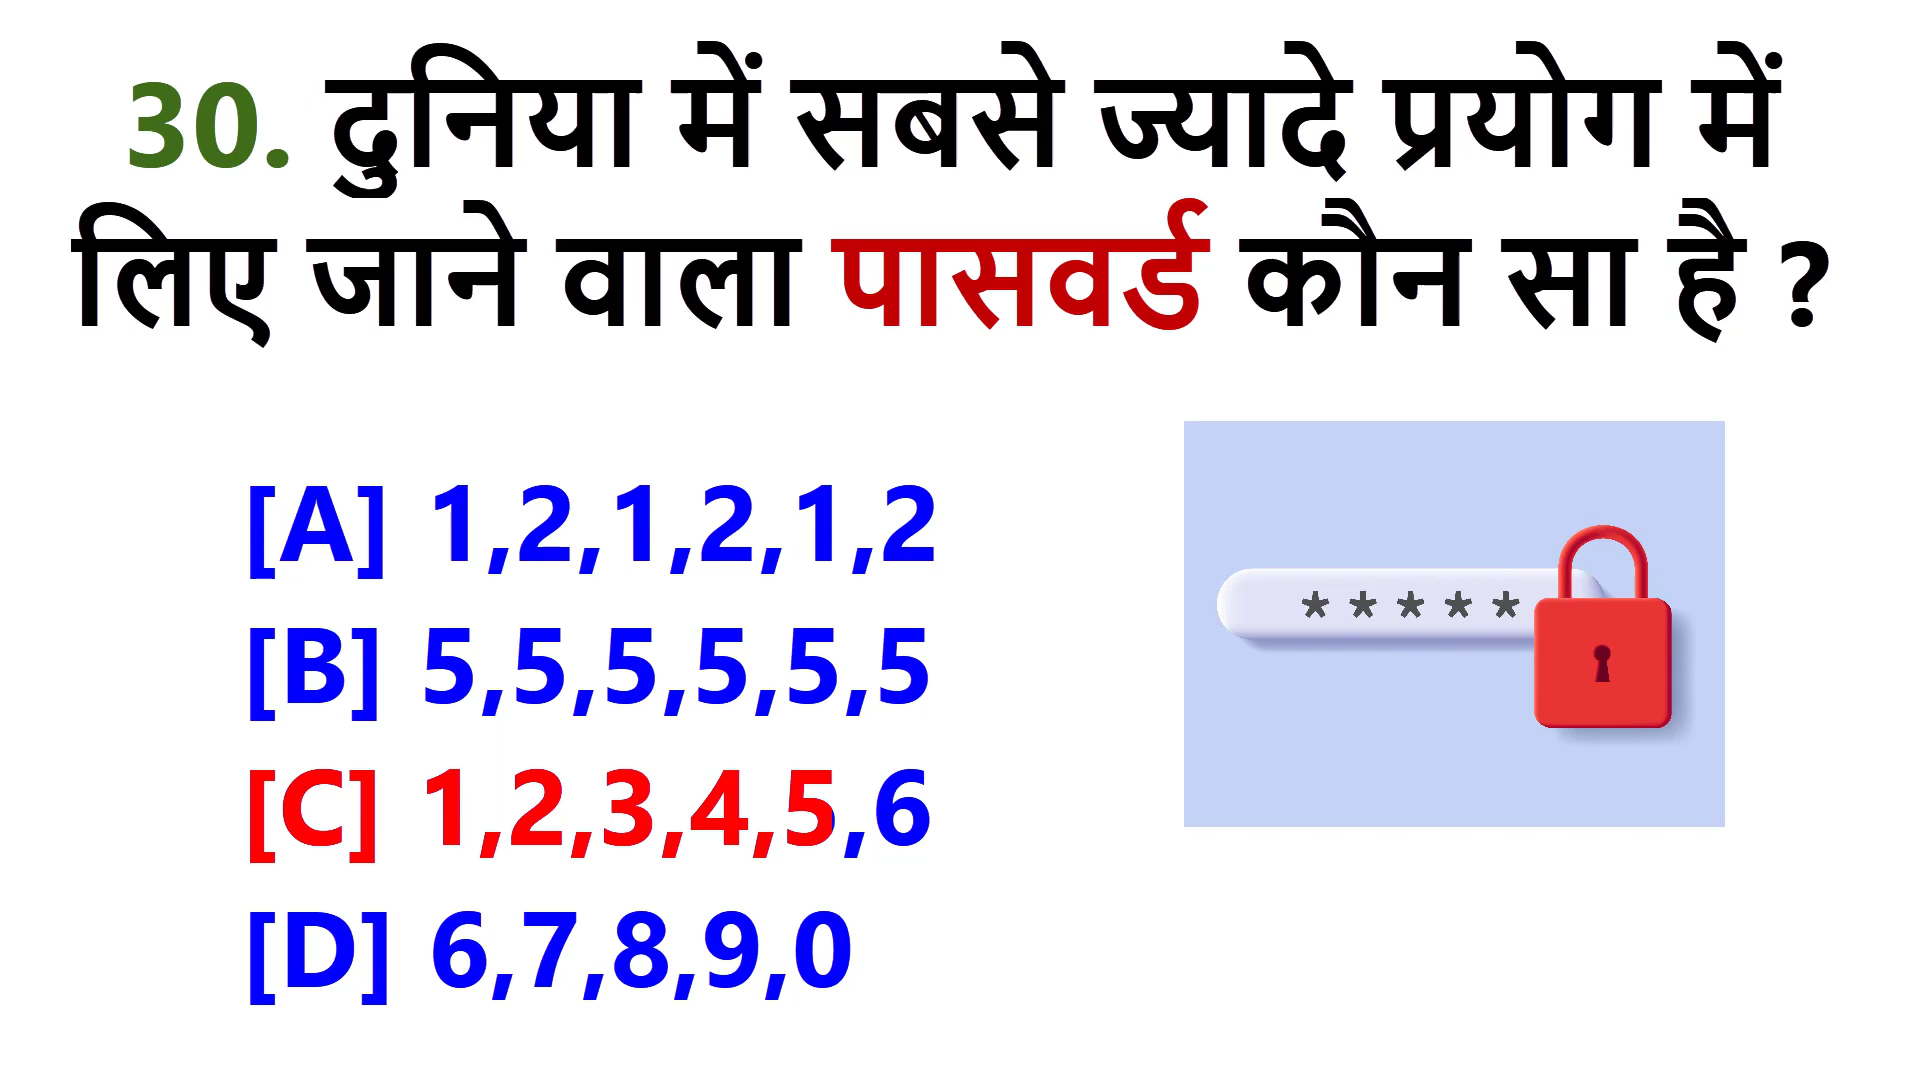 30. दुनिया में सबसे ज्यादे प्रयोग में
लिए जाने वाला पासवर्ड कौन सा है ?
[A] 1,2,1,2,1,2
[B] 5,5,5,5,5,5
* * * * *
[C] 1,2,3,4,5,6
[D] 6,7,8,9,0